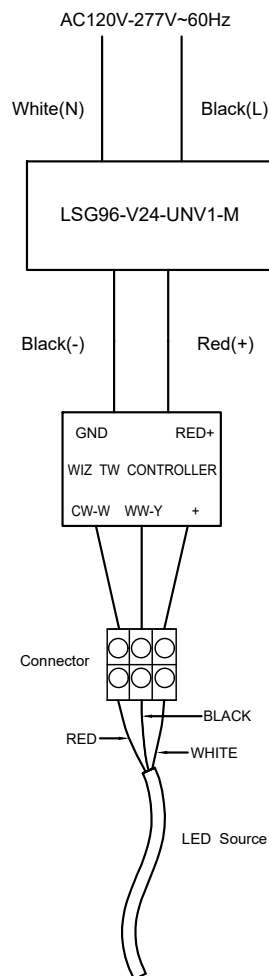 AC120V-277V~60Hz
White(N) Black(L)
LSG96-V24-UNV1-M
Black(-) Red(+)
GND RED+
WIZ TW CONTROLLER
CW-W WW-Y +
Connector
BLACK
RED
WHITE
LED Source